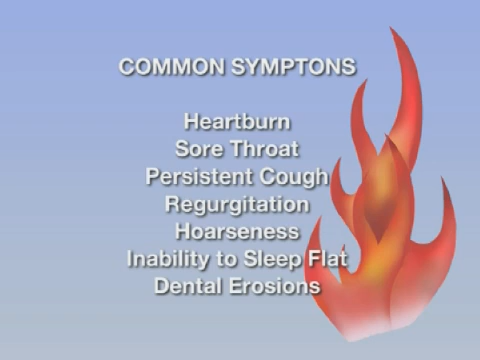 COMMON SYMPTONS
Heartburn
Sore Throat
Persistent Cough
Regurgitation
Hoarseness
Inability to Sleep Flat
Dental Erosions